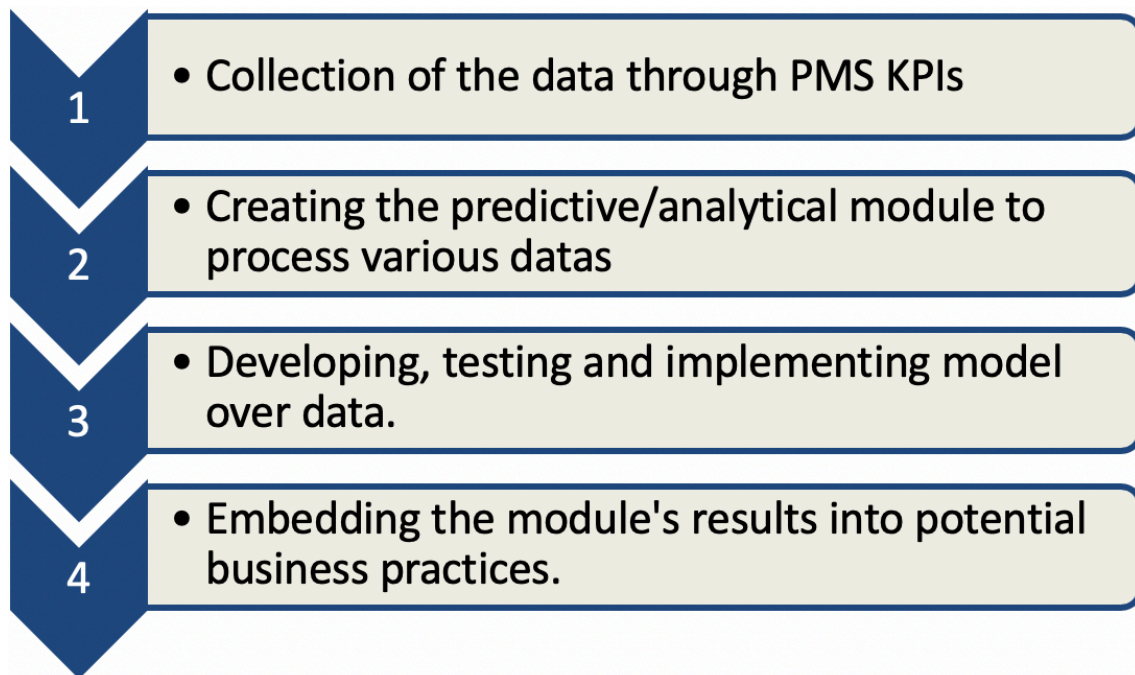 1
• Collection of the data through PMS KPIs
2
• Creating the predictive/analytical module to
process various datas
3
• Developing, testing and implementing model
over data.
4
• Embedding the module's results into potential
business practices.